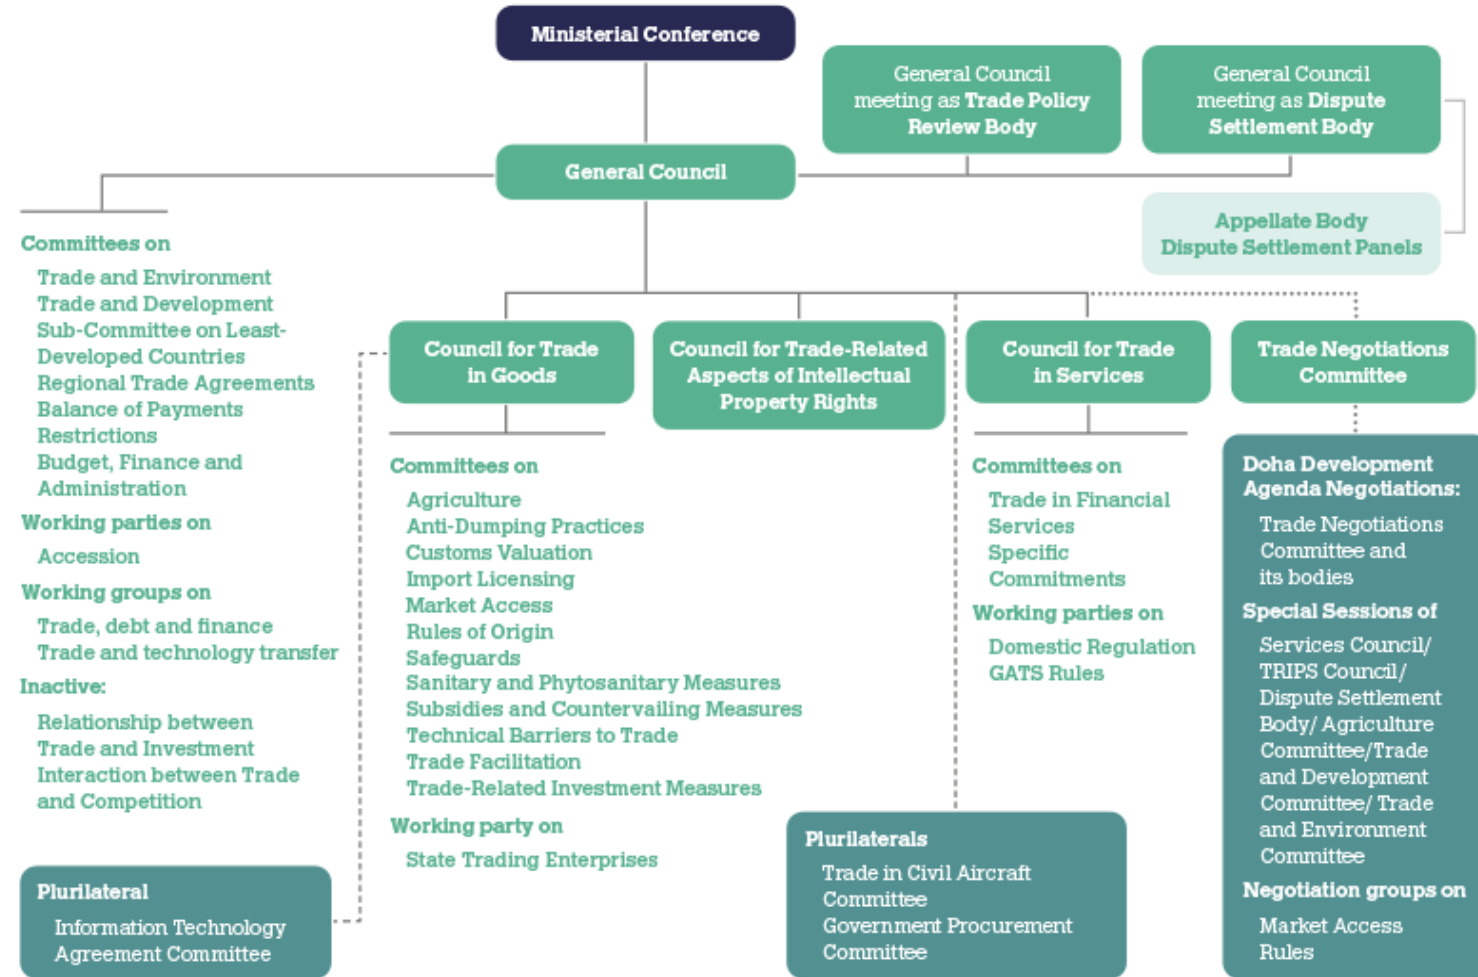 Ministerial Conference
General Council
meeting as Trade Policy
Review Body
General Council
meeting as Dispute
Settlement Body
General Council
Appellate Body
Dispute Settlement Panels
Committees on
Trade and Environment
Trade and Development
Sub-Committee on Least-
Developed Countries
Regional Trade Agreements
Balance of Payments
Restrictions
Budget, Finance and
Administration
Working parties on
Accession
Working groups on
Trade, debt and finance
Trade and technology transfer
Inactive:
Relationship between
Trade and Investment
Interaction between Trade
and Competition
Plurilateral
Information Technology
Agreement Committee
Council for Trade
in Goods
Committees on
Agriculture
Anti-Dumping Practices
Customs Valuation
Import Licensing
Market Access
Rules of Origin
Safeguards
Sanitary and Phytosanitary Measures
Subsidies and Countervailing Measures
Technical Barriers to Trade
Trade Facilitation
Trade-Related Investment Measures
Working party on
State Trading Enterprises
Council for Trade-Related
Aspects of Intellectual
Property Rights
Plurilaterals
Trade in Civil Aircraft
Committee
Government Procurement
Committee
Council for Trade
in Services
Committees on
Trade in Financial
Services
Specific
Commitments
Working parties on
Domestic Regulation
GATS Rules
Trade Negotiations
Committee
Doha Development
Agenda Negotiations:
Trade Negotiations
Committee and
its bodies
Special Sessions of
Services Council/
TRIPS Council/
Dispute Settlement
Body/ Agriculture
Committee/Trade
and Development
Committee/ Trade
and Environment
Committee
Negotiation groups on
Market Access
Rules